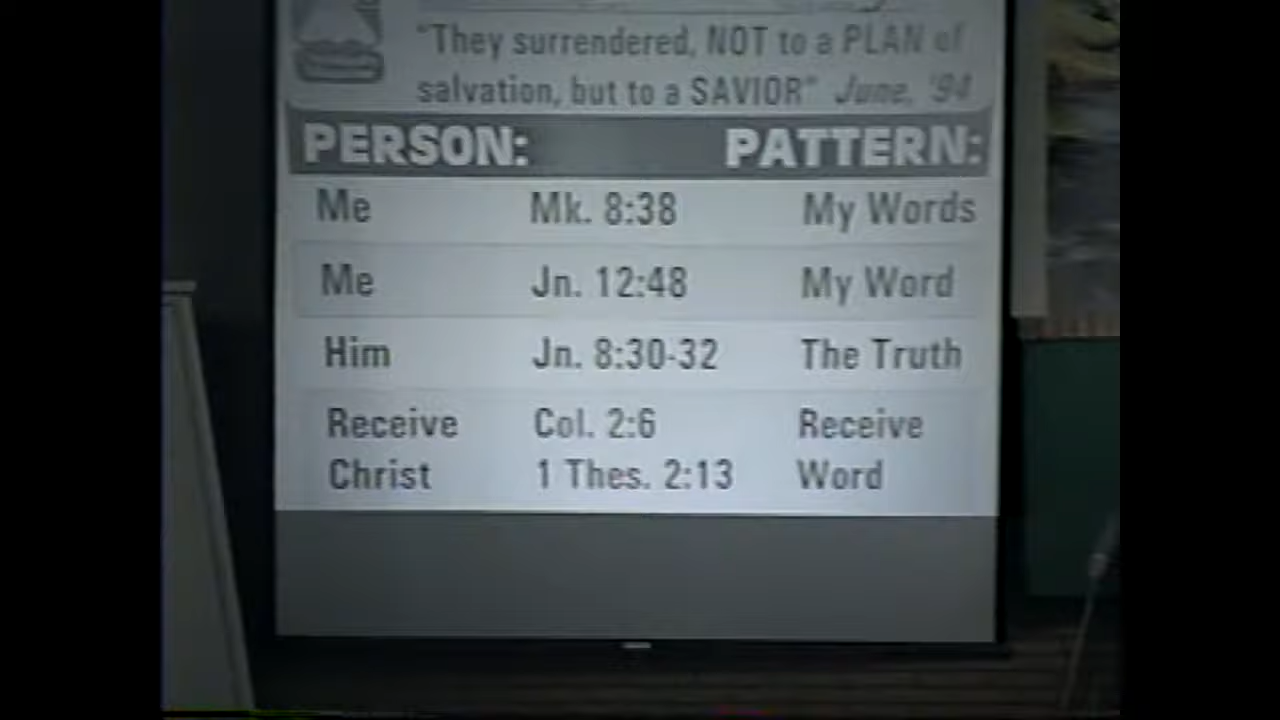 "They surrendered, NOT to a PLAN of
salvation, but to a SAVIOR" June, '94
PERSON: PATTERN:
Me Mk. 8:38 My Words
Me Jn. 12:48 My Word
Him Jn. 8:30-32 The Truth
Receive Col. 2:6 Receive
Christ 1 Thes. 2:13 Word